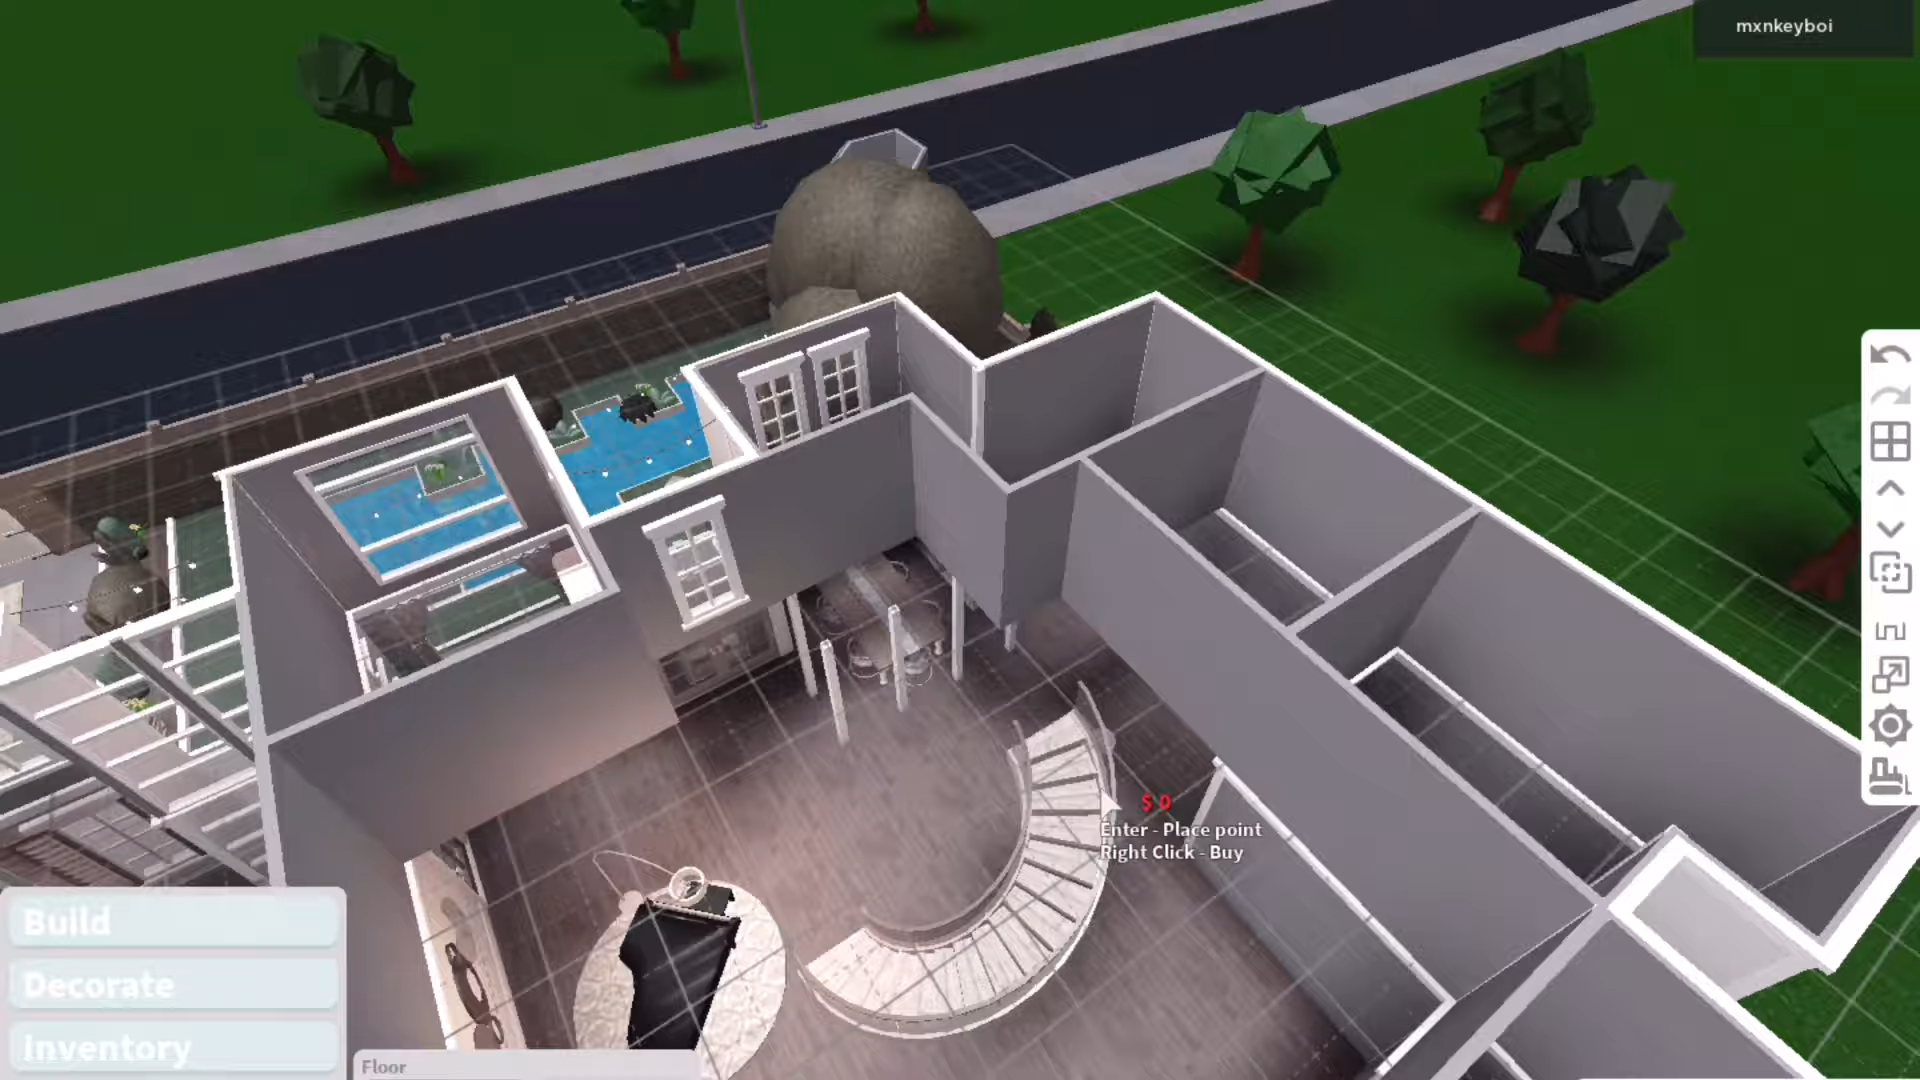 mxnkeyboi
$ 0
Enter - Place point
Right Click - Buy
Build
Decorate
Inventory
Floor